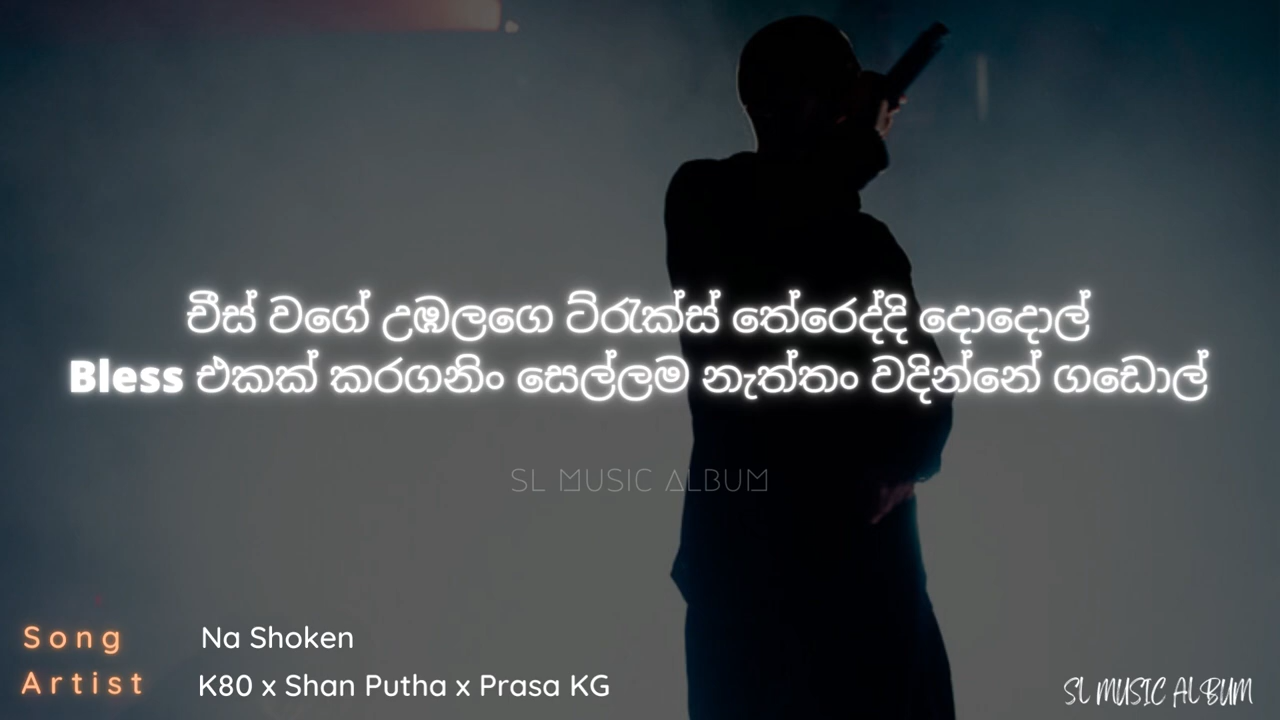 චීස් වගේ උඹලගෙ ට්රැක්ස් තේරෙද්දි දොදොල්
Bless එකක් කරගනිං සෙල්ලම නැත්තං වදින්නේ ගඩොල්
SL MUSIC ALBUM
Song Na Shoken
Artist K80 x Shan Putha x Prasa KG
SL MUSIC ALBUM